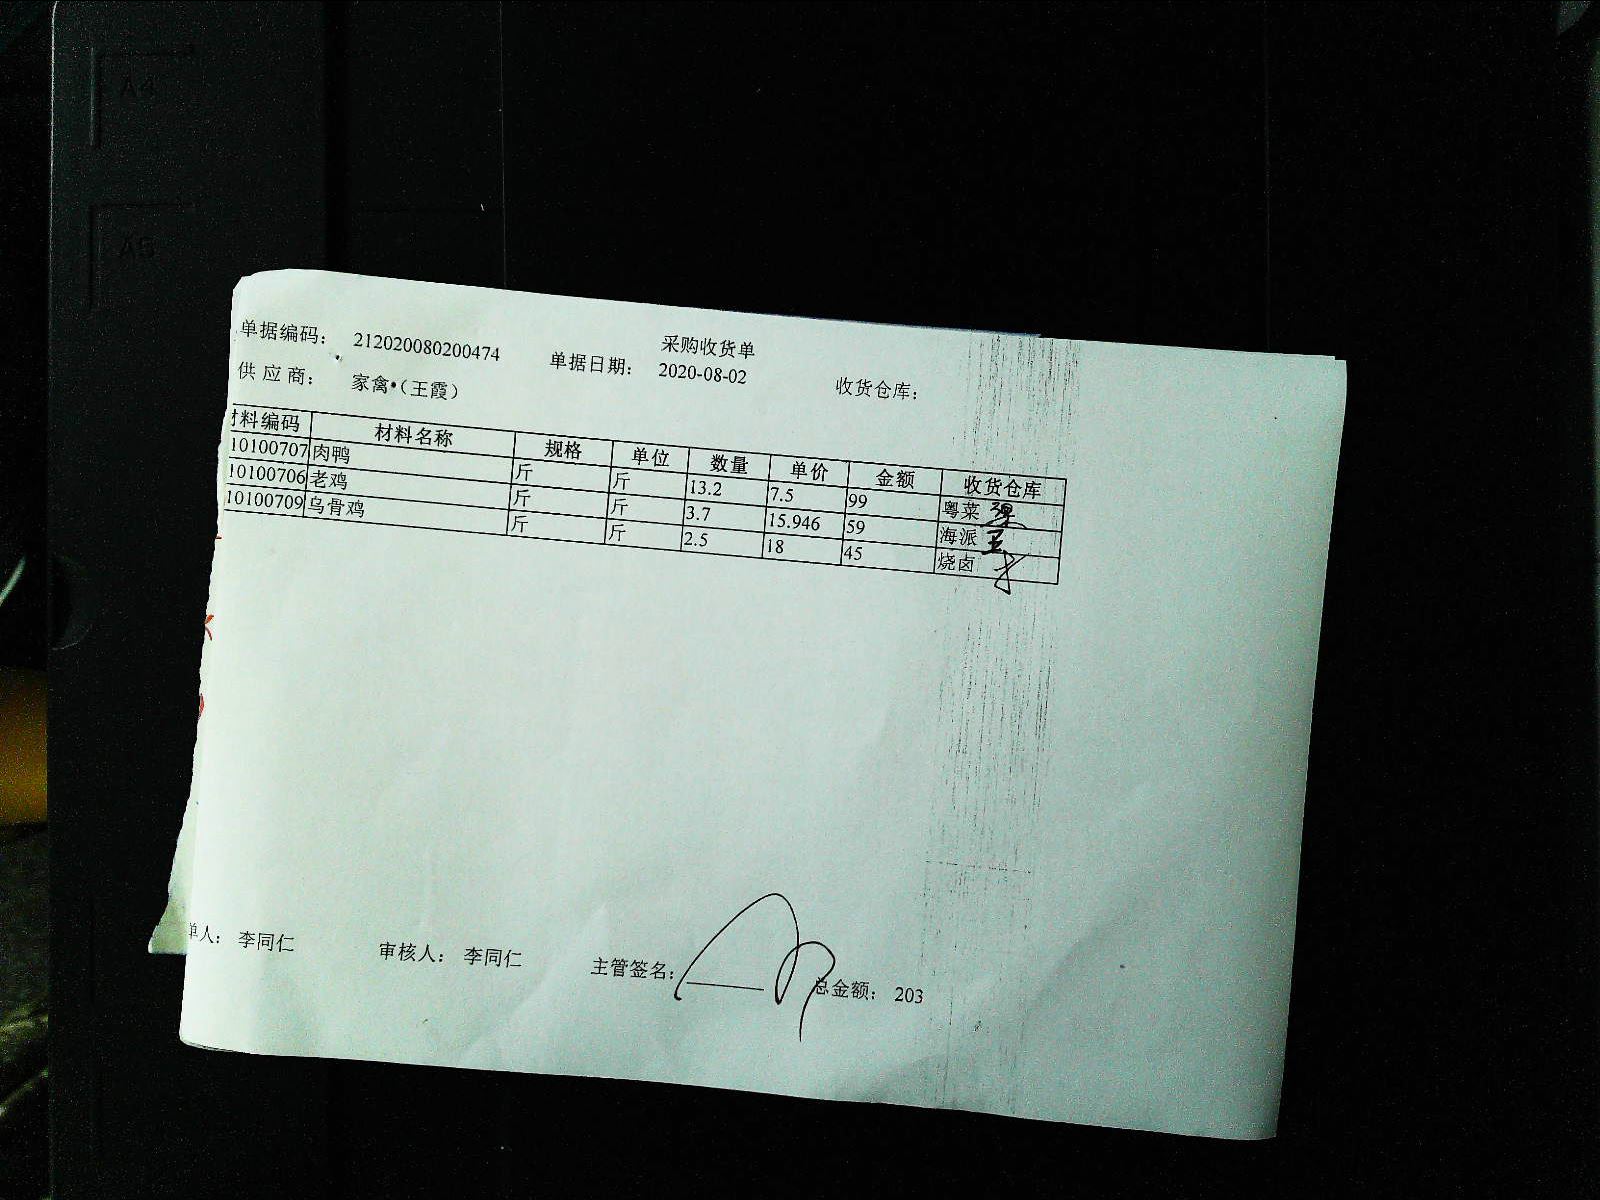 A4
A5
采购收货单
单据编码： 212020080200474 单据日期： 2020-08-02 收货仓库：
供应商： 家禽•（王霞）
材料编码 材料名称 规格 单位 数量 单价 金额 收货仓库
10100707 肉鸭 斤 斤 13.2 7.5 99 粤菜
10100706 老鸡 斤 斤 3.7 15.946 59 海派
10100709 乌骨鸡 斤 斤 2.5 18 45 烧卤
单人： 李同仁 审核人： 李同仁 主管签名： 总金额： 203